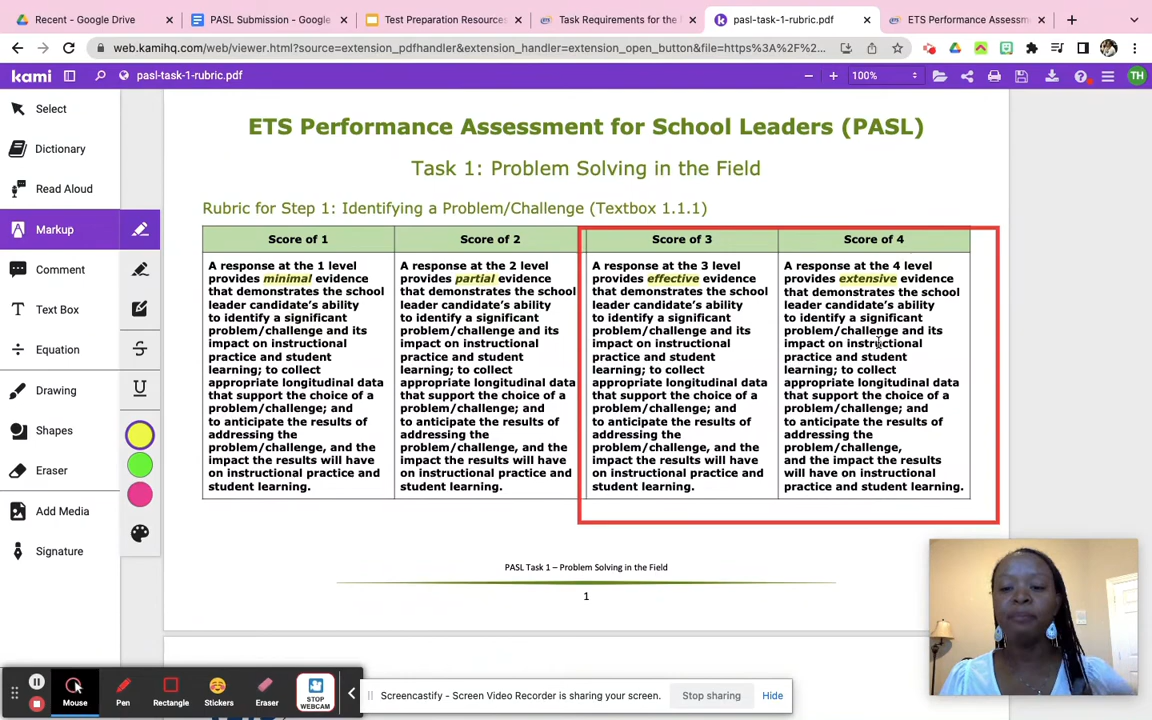 Recent - Google Drive
PASL Submission - Google
Test Preparation Resources
Task Requirements for the
pasl-task-1-rubric.pdf
ETS Performance Assessm
web.kamihq.com/web/viewer.html?source=extension_pdfhandler&extension_handler=extension_open_button&file=https%3A%2F%2...
kami
pasl-task-1-rubric.pdf
100%
TH
Select
Dictionary
Read Aloud
Markup
Comment
Text Box
Equation
Drawing
Shapes
Eraser
Add Media
Signature
ETS Performance Assessment for School Leaders (PASL)
Task 1: Problem Solving in the Field
Rubric for Step 1: Identifying a Problem/Challenge (Textbox 1.1.1)
Score of 1
A response at the 1 level
provides minimal evidence
that demonstrates the school
leader candidate's ability
to identify a significant
problem/challenge and its
impact on instructional
practice and student
learning; to collect
appropriate longitudinal data
that support the choice of a
problem/challenge; and
to anticipate the results of
addressing the
problem/challenge, and the
impact the results will have
on instructional practice and
student learning.
Score of 2
A response at the 2 level
provides partial evidence
that demonstrates the school
leader candidate's ability
to identify a significant
problem/challenge and its
impact on instructional
practice and student
learning; to collect
appropriate longitudinal data
that support the choice of a
problem/challenge; and
to anticipate the results of
addressing the
problem/challenge, and the
impact the results will have
on instructional practice and
student learning.
Score of 3
A response at the 3 level
provides effective evidence
that demonstrates the school
leader candidate's ability
to identify a significant
problem/challenge and its
impact on instructional
practice and student
learning; to collect
appropriate longitudinal data
that support the choice of a
problem/challenge; and
to anticipate the results of
addressing the
problem/challenge, and the
impact the results will have
on instructional practice and
student learning.
Score of 4
A response at the 4 level
provides extensive evidence
that demonstrates the school
leader candidate's ability
to identify a significant
problem/challenge and its
impact on instructional
practice and student
learning; to collect
appropriate longitudinal data
that support the choice of a
problem/challenge; and
to anticipate the results of
addressing the
problem/challenge,
and the impact the results
will have on instructional
practice and student learning.
PASL Task 1 – Problem Solving in the Field
1
Mouse
Pen
Rectangle
Stickers
Eraser
STOP
WEBCAM
Screencastify - Screen Video Recorder is sharing your screen.
Stop sharing
Hide